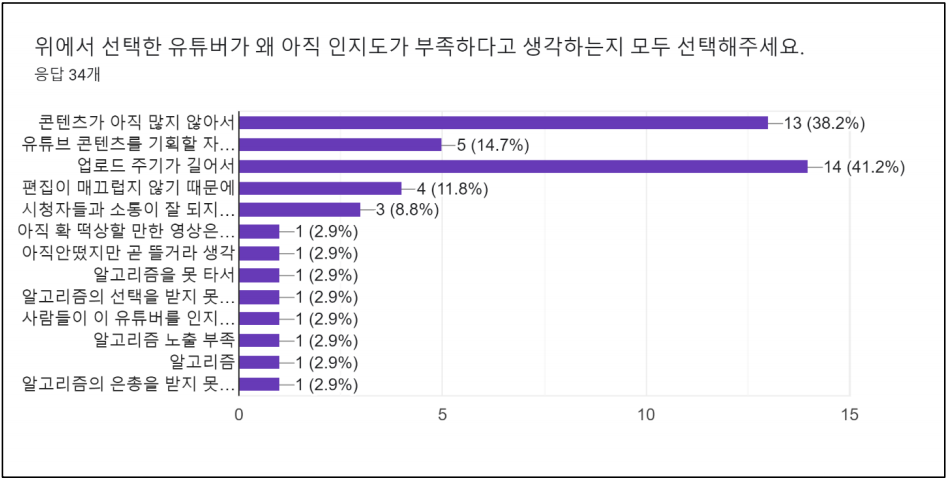 위에서 선택한 유튜버가 왜 아직 인지도가 부족하다고 생각하는지 모두 선택해주세요.
응답 34개
콘텐츠가 아직 많지 않아서 13 (38.2%)
유튜브 콘텐츠를 기획할 자… 5 (14.7%)
업로드 주기가 길어서 14 (41.2%)
편집이 매끄럽지 않기 때문에 4 (11.8%)
시청자들과 소통이 잘 되지… 3 (8.8%)
아직 확 떡상할 만한 영상은… 1 (2.9%)
아직안떴지만 곧 뜰거라 생각 1 (2.9%)
알고리즘을 못 타서 1 (2.9%)
알고리즘의 선택을 받지 못… 1 (2.9%)
사람들이 이 유튜버를 인지… 1 (2.9%)
알고리즘 노출 부족 1 (2.9%)
알고리즘 1 (2.9%)
알고리즘의 은총을 받지 못… 1 (2.9%)
0 5 10 15